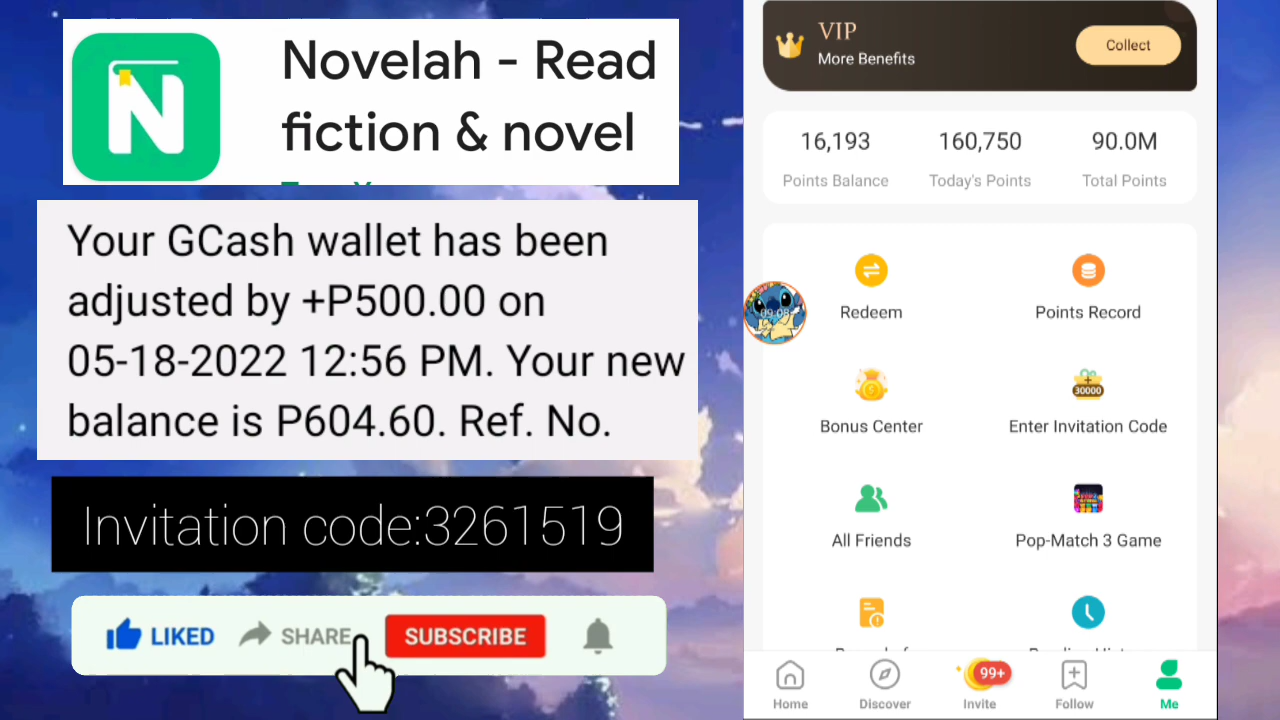 Novelah - Read
fiction & novel
Your GCash wallet has been
adjusted by +P500.00 on
05-18-2022 12:56 PM. Your new
balance is P604.60. Ref. No.
Invitation code:3261519
LIKED
SHARE
SUBSCRIBE
VIP
More Benefits
Collect
16,193
160,750
90.0M
Points Balance
Today's Points
Total Points
09:08
Redeem
Points Record
30000
Bonus Center
Enter Invitation Code
All Friends
Pop-Match 3 Game
99+
Home
Discover
Invite
Follow
Me